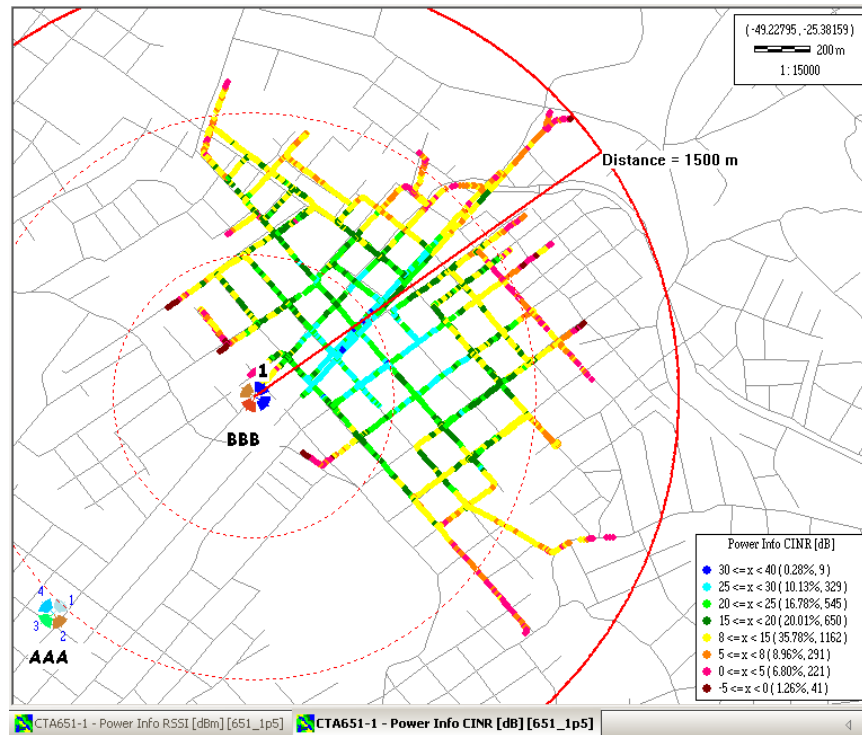 ( -49.22795 , -25.38159 )
200 m
1: 15000
Distance = 1500 m
1
BBB
4
1
3
2
AAA
Power Info CINR [dB]
30 <= x < 40 ( 0.28%, 9 )
25 <= x < 30 ( 10.13%, 329 )
20 <= x < 25 ( 16.78%, 545 )
15 <= x < 20 ( 20.01%, 650 )
8 <= x < 15 ( 35.78%, 1162 )
5 <= x < 8 ( 8.96%, 291 )
0 <= x < 5 ( 6.80%, 221 )
-5 <= x < 0 ( 1.26%, 41 )
CTA651-1 - Power Info RSSI [dBm] [651_1p5]
CTA651-1 - Power Info CINR [dB] [651_1p5]